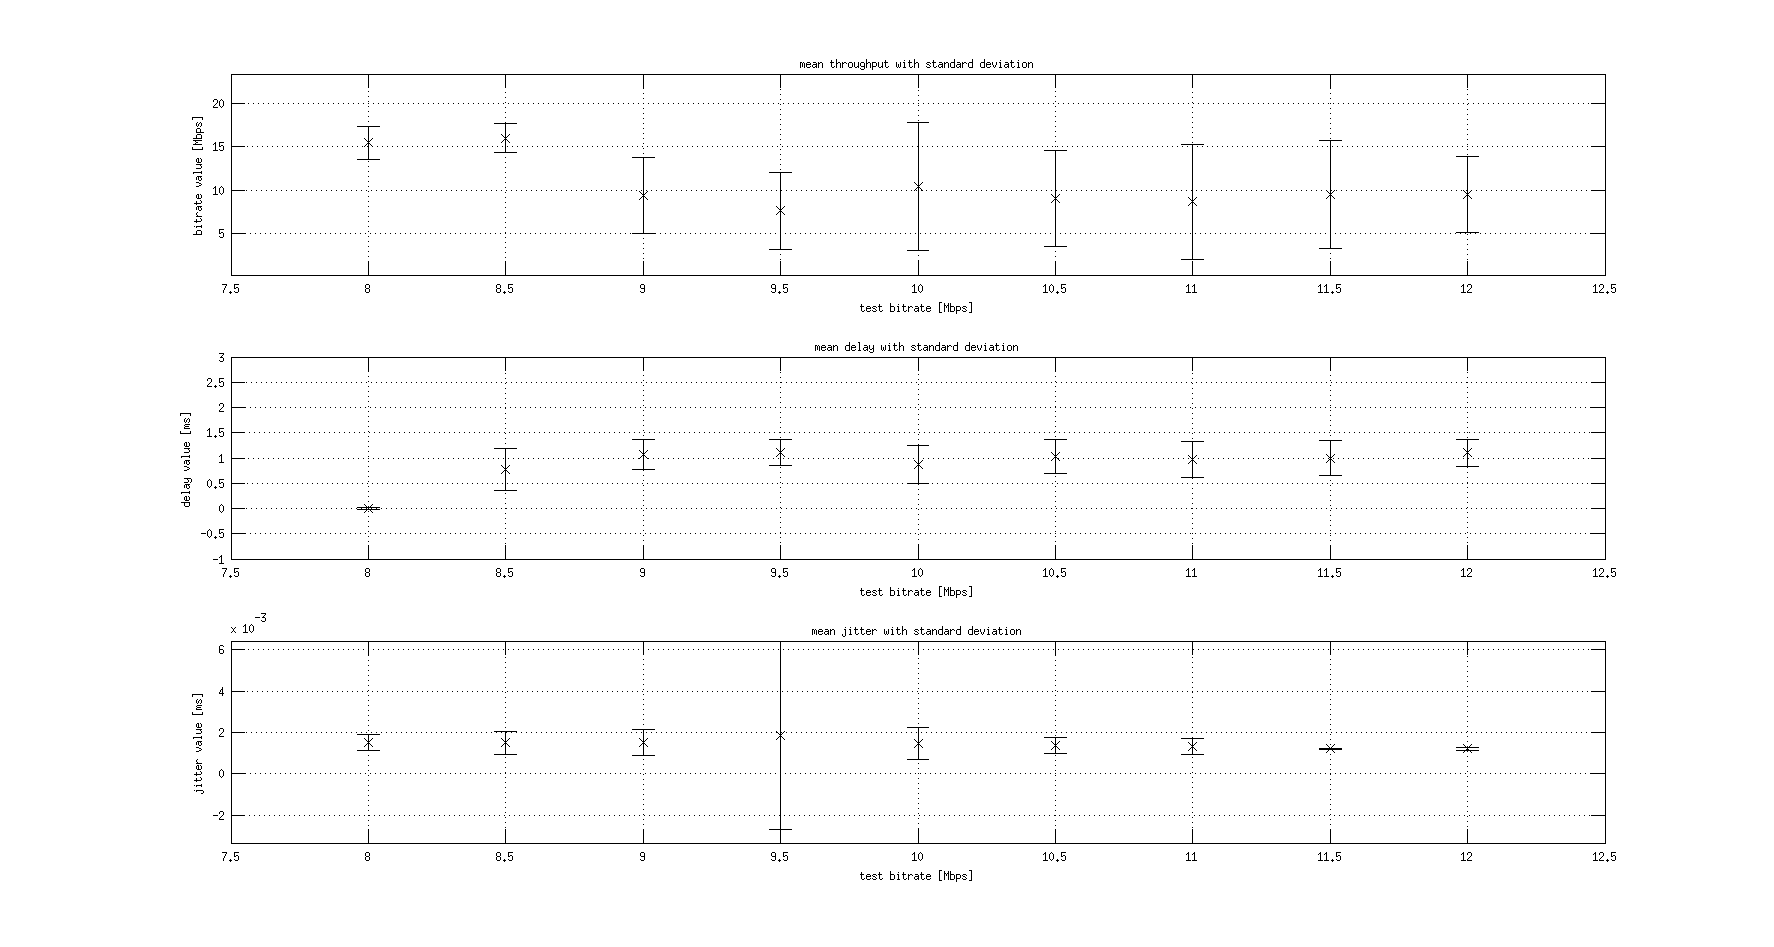 mean throughput with standard deviation
20
15
10
5
bitrate value [Mbps]
7.5 8 8.5 9 9.5 10 10.5 11 11.5 12 12.5
test bitrate [Mbps]
mean delay with standard deviation
3
2.5
2
1.5
1
0.5
0
-0.5
-1
delay value [ms]
7.5 8 8.5 9 9.5 10 10.5 11 11.5 12 12.5
test bitrate [Mbps]
x 10^-3
mean jitter with standard deviation
6
4
2
0
-2
jitter value [ms]
7.5 8 8.5 9 9.5 10 10.5 11 11.5 12 12.5
test bitrate [Mbps]